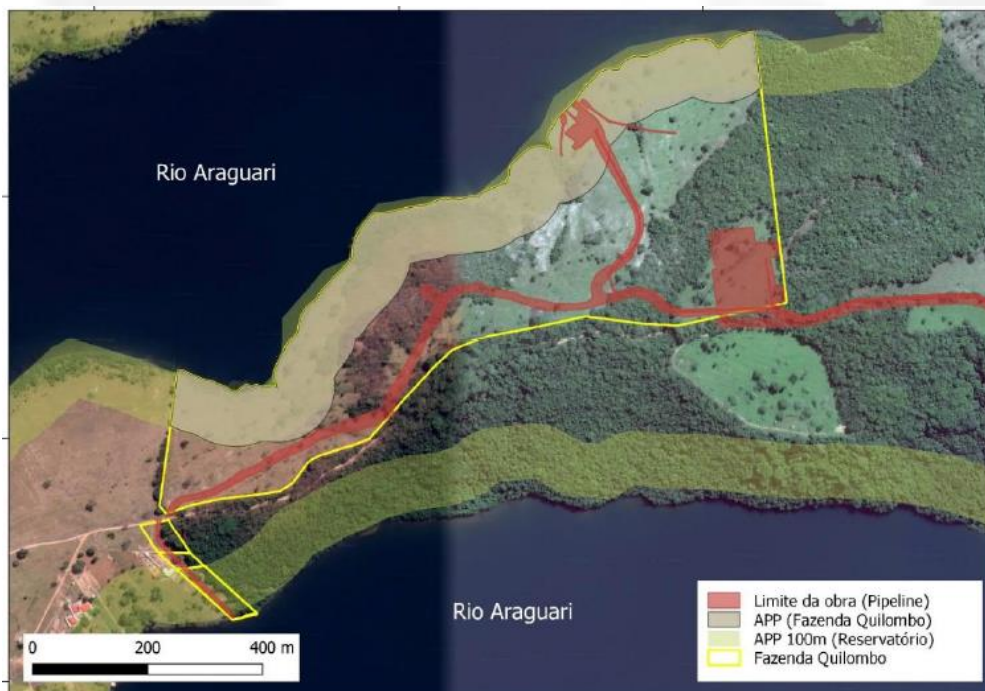 Rio Araguari
Rio Araguari
0 200 400 m
Limite da obra (Pipeline)
APP (Fazenda Quilombo)
APP 100m (Reservatório)
Fazenda Quilombo